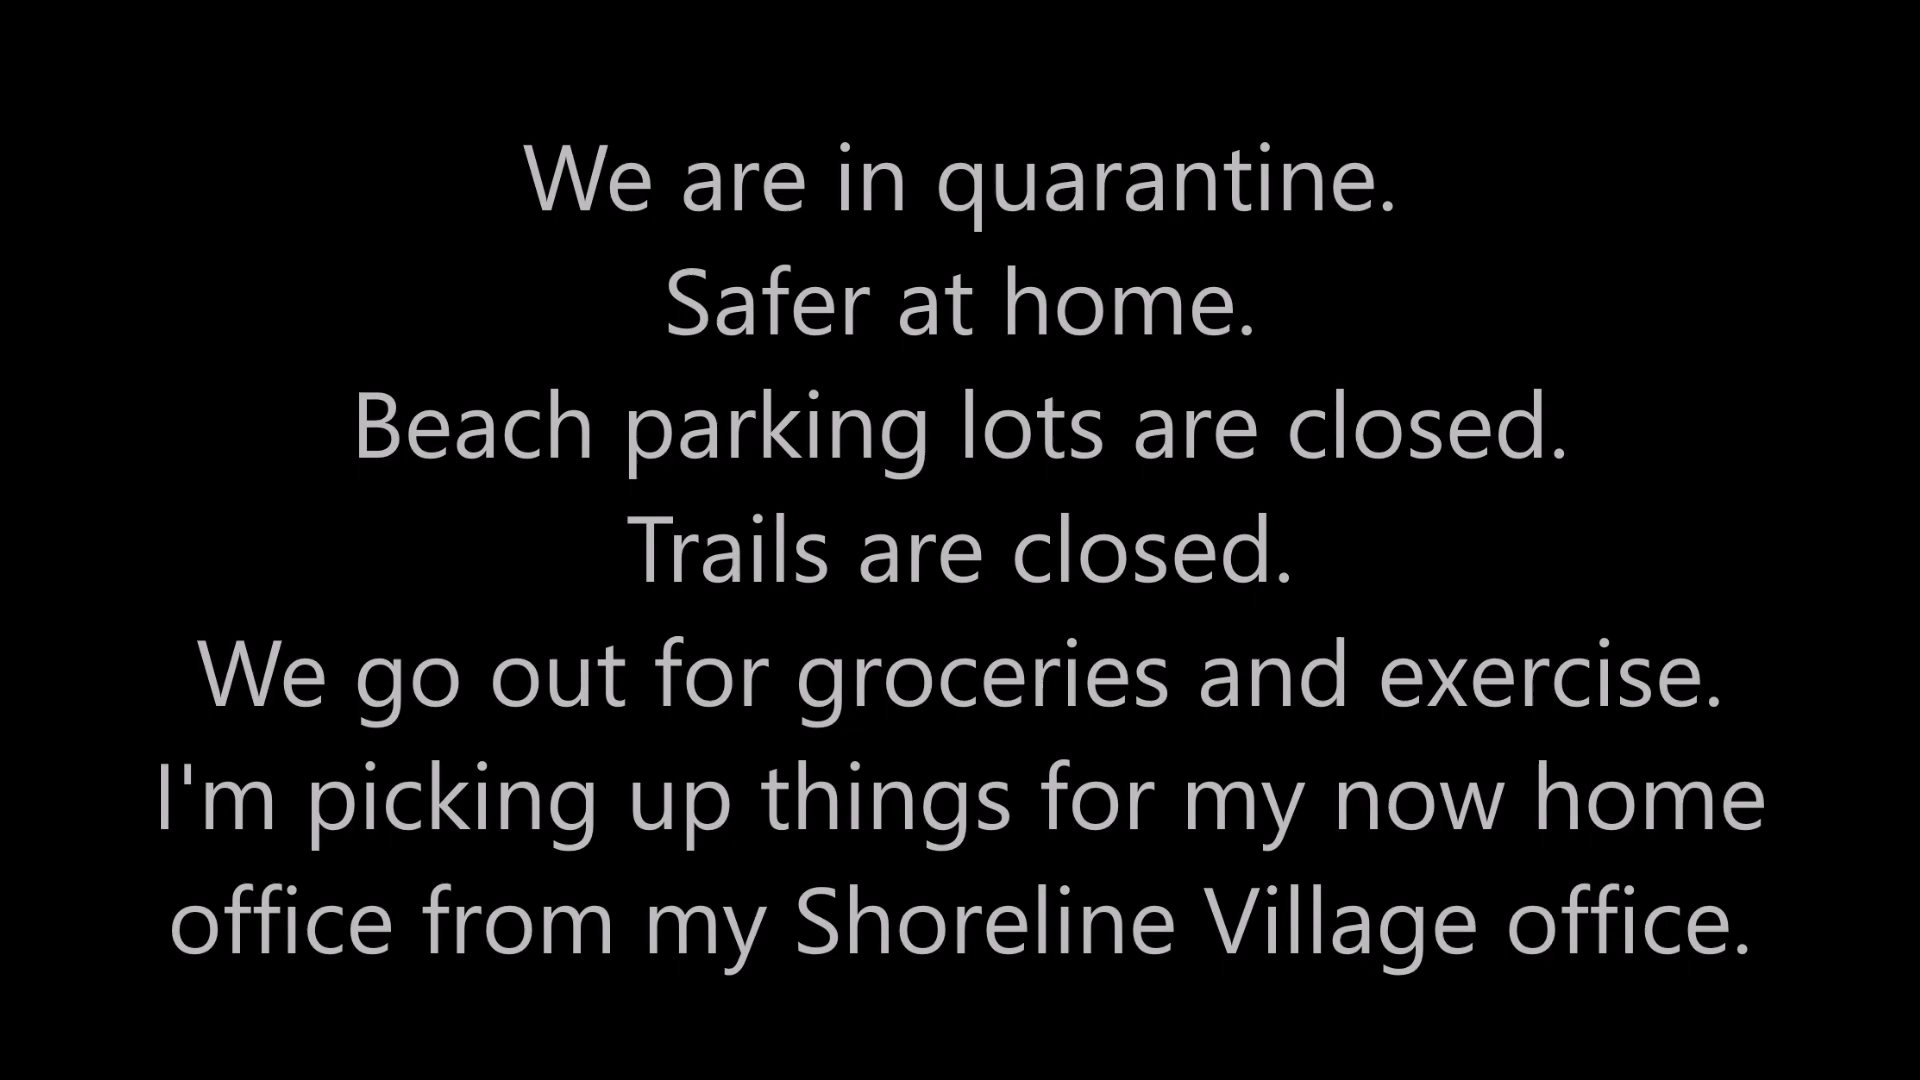 We are in quarantine.
Safer at home.
Beach parking lots are closed.
Trails are closed.
We go out for groceries and exercise.
I'm picking up things for my now home
office from my Shoreline Village office.